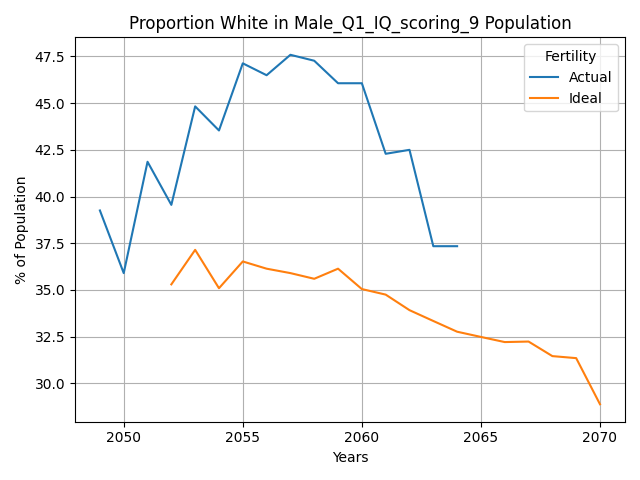 Proportion White in Male_Q1_IQ_scoring_9 Population
Fertility
Actual
Ideal
% of Population
47.5
45.0
42.5
40.0
37.5
35.0
32.5
30.0
2050 2055 2060 2065 2070
Years